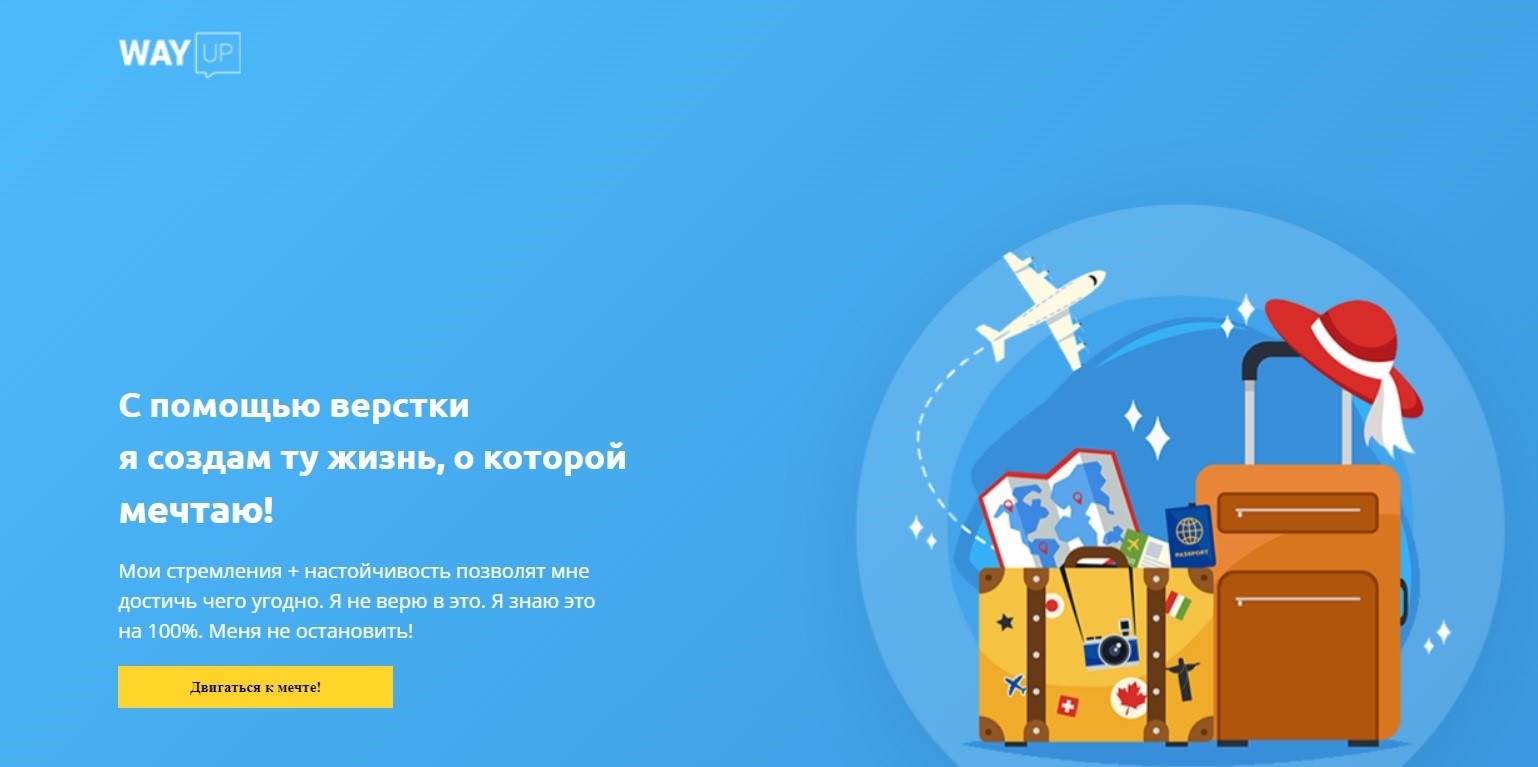 WAY UP
С помощью верстки
я создам ту жизнь, о которой
мечтаю!
Мои стремления + настойчивость позволят мне
достичь чего угодно. Я не верю в это. Я знаю это
на 100%. Меня не остановить!
Двигаться к мечте!
PASSPORT